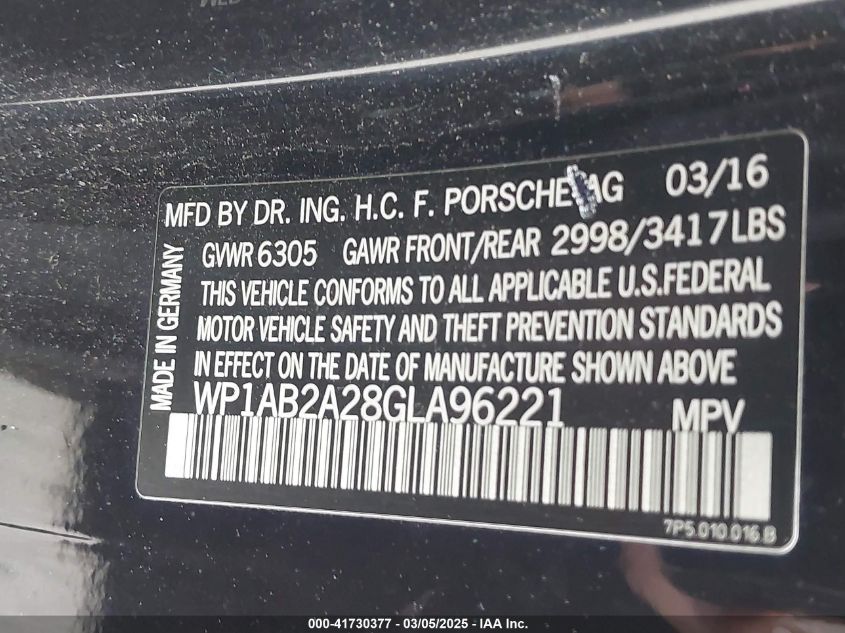 MFD BY DR. ING. H.C. F. PORSCHE AG 03/16
GVWR 6305 GAWR FRONT/REAR 2998/3417LBS
THIS VEHICLE CONFORMS TO ALL APPLICABLE U.S.FEDERAL
MOTOR VEHICLE SAFETY AND THEFT PREVENTION STANDARDS
IN EFFECT ON THE DATE OF MANUFACTURE SHOWN ABOVE
MADE IN GERMANY
WP1AB2A28GLA96221 MPV
7P5.010.016.B
000-41730377 - 03/05/2025 - IAA Inc.